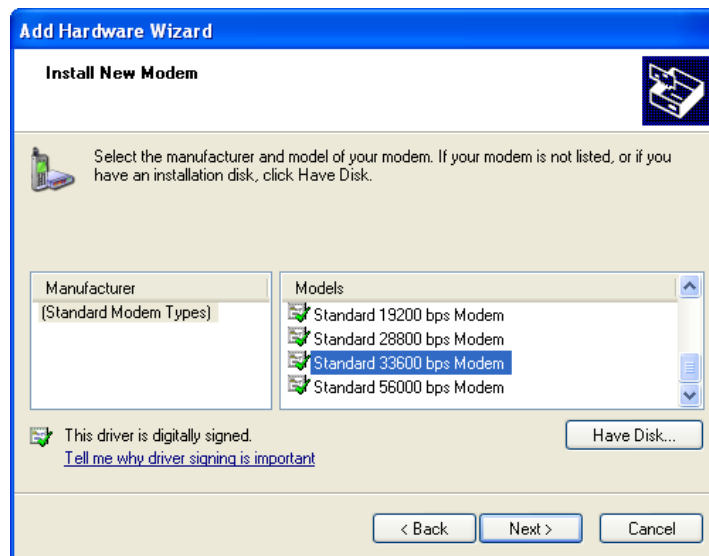 Add Hardware Wizard
Install New Modem
Select the manufacturer and model of your modem. If your modem is not listed, or if you
have an installation disk, click Have Disk.
Manufacturer
(Standard Modem Types)
Models
Standard 19200 bps Modem
Standard 28800 bps Modem
Standard 33600 bps Modem
Standard 56000 bps Modem
This driver is digitally signed.
Tell me why driver signing is important
Have Disk...
< Back
Next >
Cancel